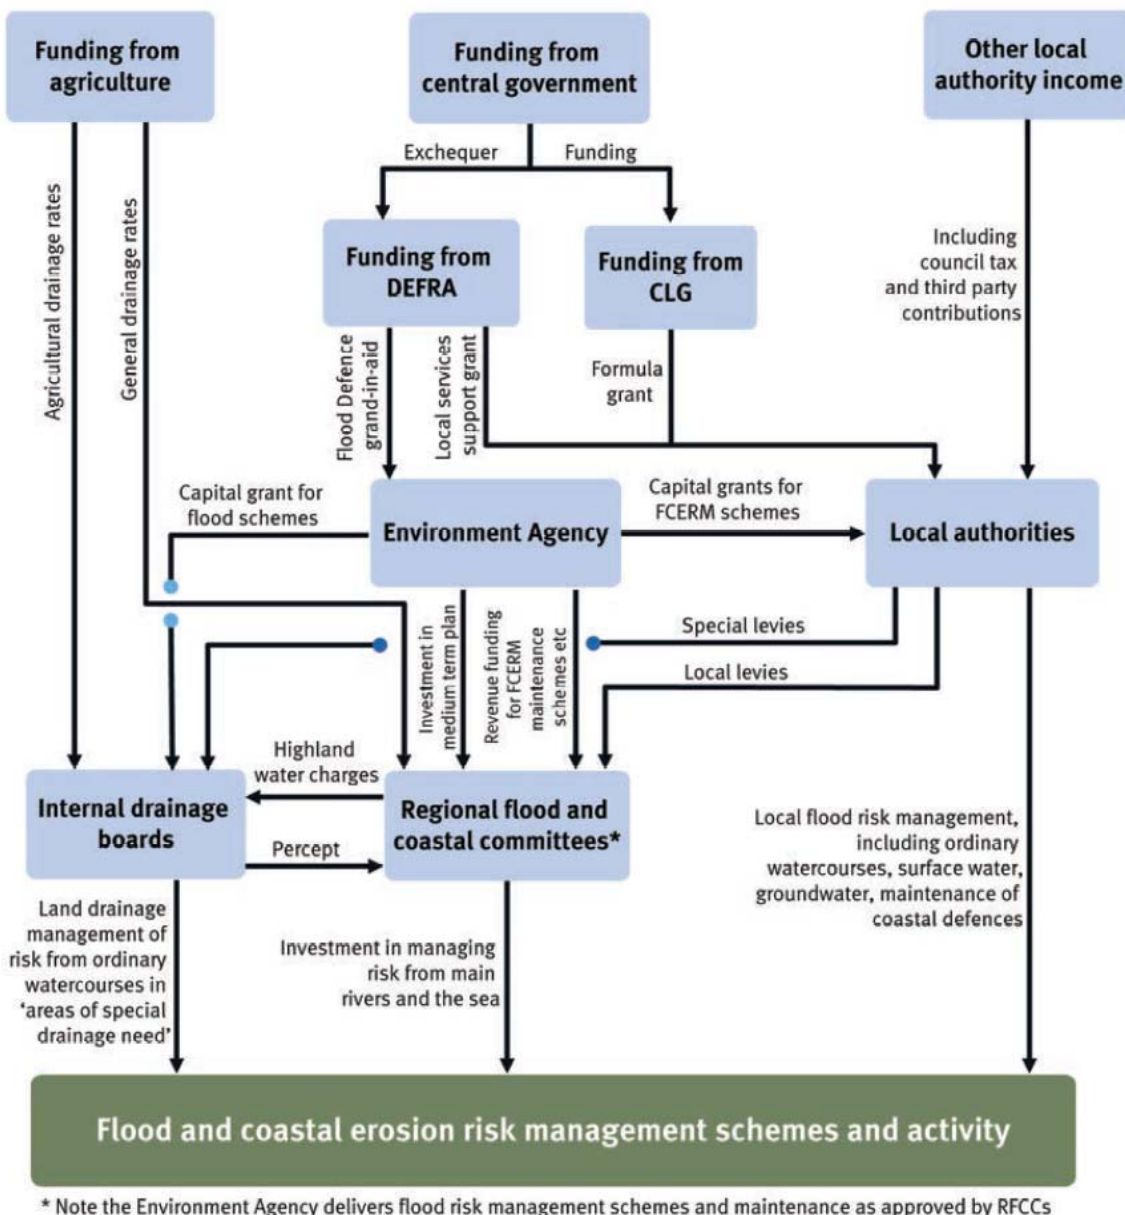 Funding from
agriculture
Funding from
central government
Other local
authority income
Exchequer
Funding
Agricultural drainage rates
General drainage rates
Funding from
DEFRA
Funding from
CLG
Including
council tax
and third party
contributions
Flood Defence
grand-in-aid
Local services
support grant
Formula
grant
Capital grant for
flood schemes
Environment Agency
Capital grants for
FCERM schemes
Local authorities
Investment in
medium term plan
Revenue funding
for FCERM
maintenance
schemes etc
Special levies
Local levies
Highland
water charges
Internal drainage
boards
Regional flood and
coastal committees*
Percept
Land drainage
management of
risk from ordinary
watercourses in
‘areas of special
drainage need’
Investment in managing
risk from main
rivers and the sea
Local flood risk management,
including ordinary
watercourses, surface water,
groundwater, maintenance of
coastal defences
Flood and coastal erosion risk management schemes and activity
* Note the Environment Agency delivers flood risk management schemes and maintenance as approved by RFCCs